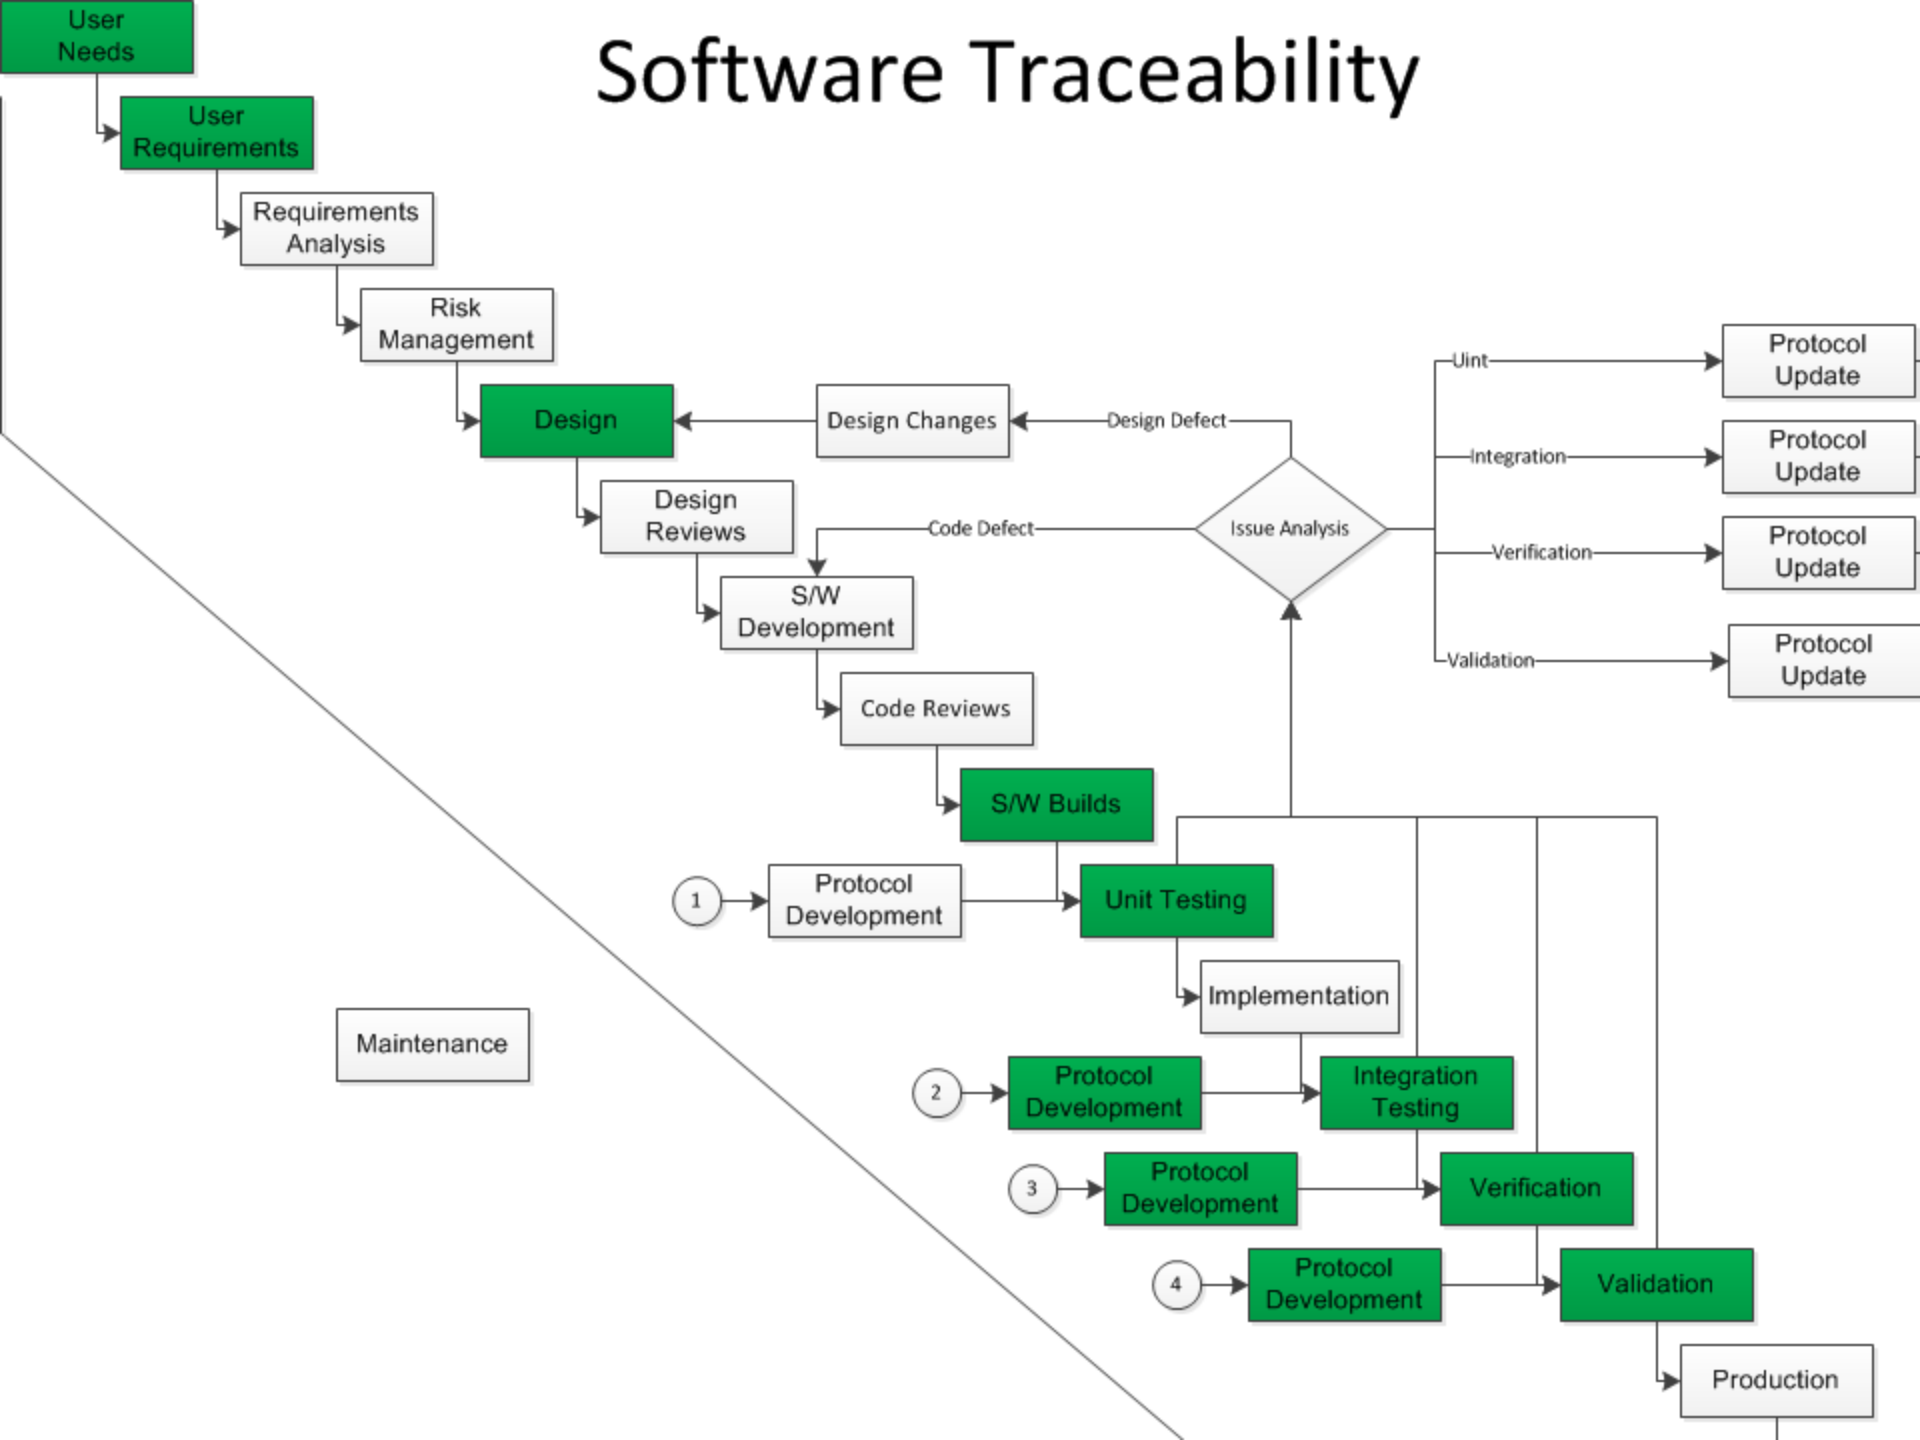 Software Traceability
User
Needs
User
Requirements
Requirements
Analysis
Risk
Management
Design
Design Changes
Design Defect
Design
Reviews
Code Defect
Issue Analysis
S/W
Development
Code Reviews
S/W Builds
Uint
Protocol
Update
Integration
Protocol
Update
Verification
Protocol
Update
Validation
Protocol
Update
1
Protocol
Development
Unit Testing
Implementation
Maintenance
2
Protocol
Development
Integration
Testing
3
Protocol
Development
Verification
4
Protocol
Development
Validation
Production